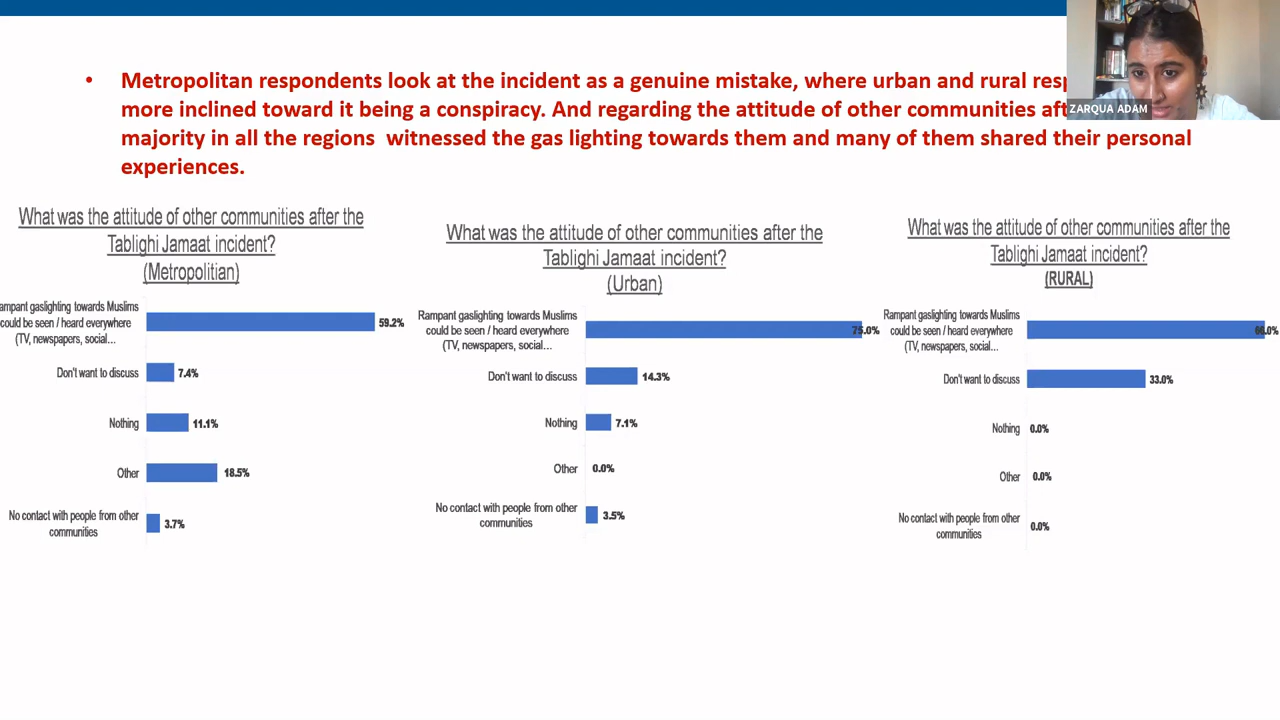 • Metropolitan respondents look at the incident as a genuine mistake, where urban and rural
more inclined toward it being a conspiracy. And regarding the attitude of other communities
majority in all the regions witnessed the gas lighting towards them and many of them shared their personal
experiences.
ZARQUA ADAM
What was the attitude of other communities after the
Tablighi Jamaat incident?
(Metropolitian)
ampant gaslighting towards Muslims
could be seen / heard everywhere
(TV, newspapers, social...
59.2%
Don't want to discuss 7.4%
Nothing 11.1%
Other 18.5%
No contact with people from other
communities
3.7%
What was the attitude of other communities after the
Tablighi Jamaat incident?
(Urban)
Rampant gaslighting towards Muslims
could be seen / heard everywhere
(TV, newspapers, social...
75.0%
Don't want to discuss 14.3%
Nothing 7.1%
Other 0.0%
No contact with people from other
communities
3.5%
What was the attitude of other communities after the
Tablighi Jamaat incident?
(RURAL)
Rampant gaslighting towards Muslims
could be seen / heard everywhere
(TV, newspapers, social...
Don't want to discuss 33.0%
Nothing 0.0%
Other 0.0%
No contact with people from other
communities
0.0%